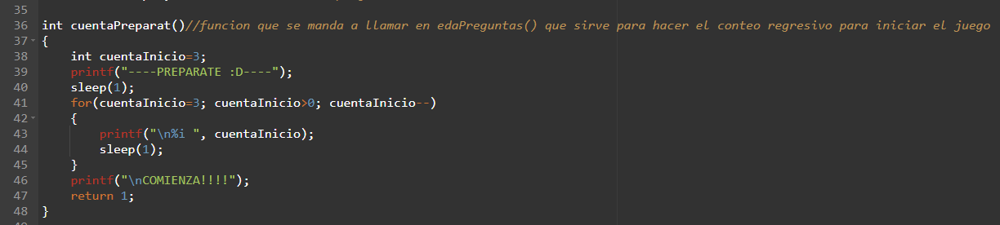 35
36 int cuentaPreparat()//funcion que se manda a llamar en edaPreguntas() que sirve para hacer el conteo regresivo para iniciar el juego
37 {
38     int cuentaInicio=3;
39     printf("----PREPARATE :D----");
40     sleep(1);
41     for(cuentaInicio=3; cuentaInicio>0; cuentaInicio--)
42     {
43         printf("\n%i ", cuentaInicio);
44         sleep(1);
45     }
46     printf("\nCOMIENZA!!!!");
47     return 1;
48 }